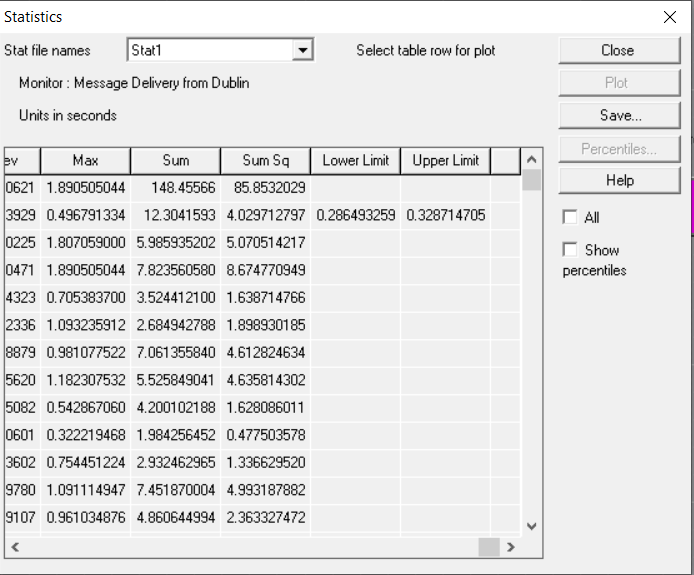 Statistics
Stat file names Stat1 Select table row for plot Close
Monitor : Message Delivery from Dublin Plot
Units in seconds Save...
Percentiles...
Help
All
Show
percentiles
ev Max Sum Sum Sq Lower Limit Upper Limit
0621 1.890505044 148.45566 85.8532029
3929 0.496791334 12.3041593 4.029712797 0.286493259 0.328714705
0225 1.807059000 5.985935202 5.070514217
0471 1.890505044 7.823560580 8.674770949
4323 0.705383700 3.524412100 1.638714766
2336 1.093235912 2.684942788 1.898930185
8879 0.981077522 7.061355840 4.612824634
5620 1.182307532 5.525849041 4.635814302
5082 0.542867060 4.200102188 1.628086011
0601 0.322219468 1.984256452 0.477503578
3602 0.754451224 2.932462965 1.336629520
9780 1.091114947 7.451870004 4.993187882
9107 0.961034876 4.860644994 2.363327472